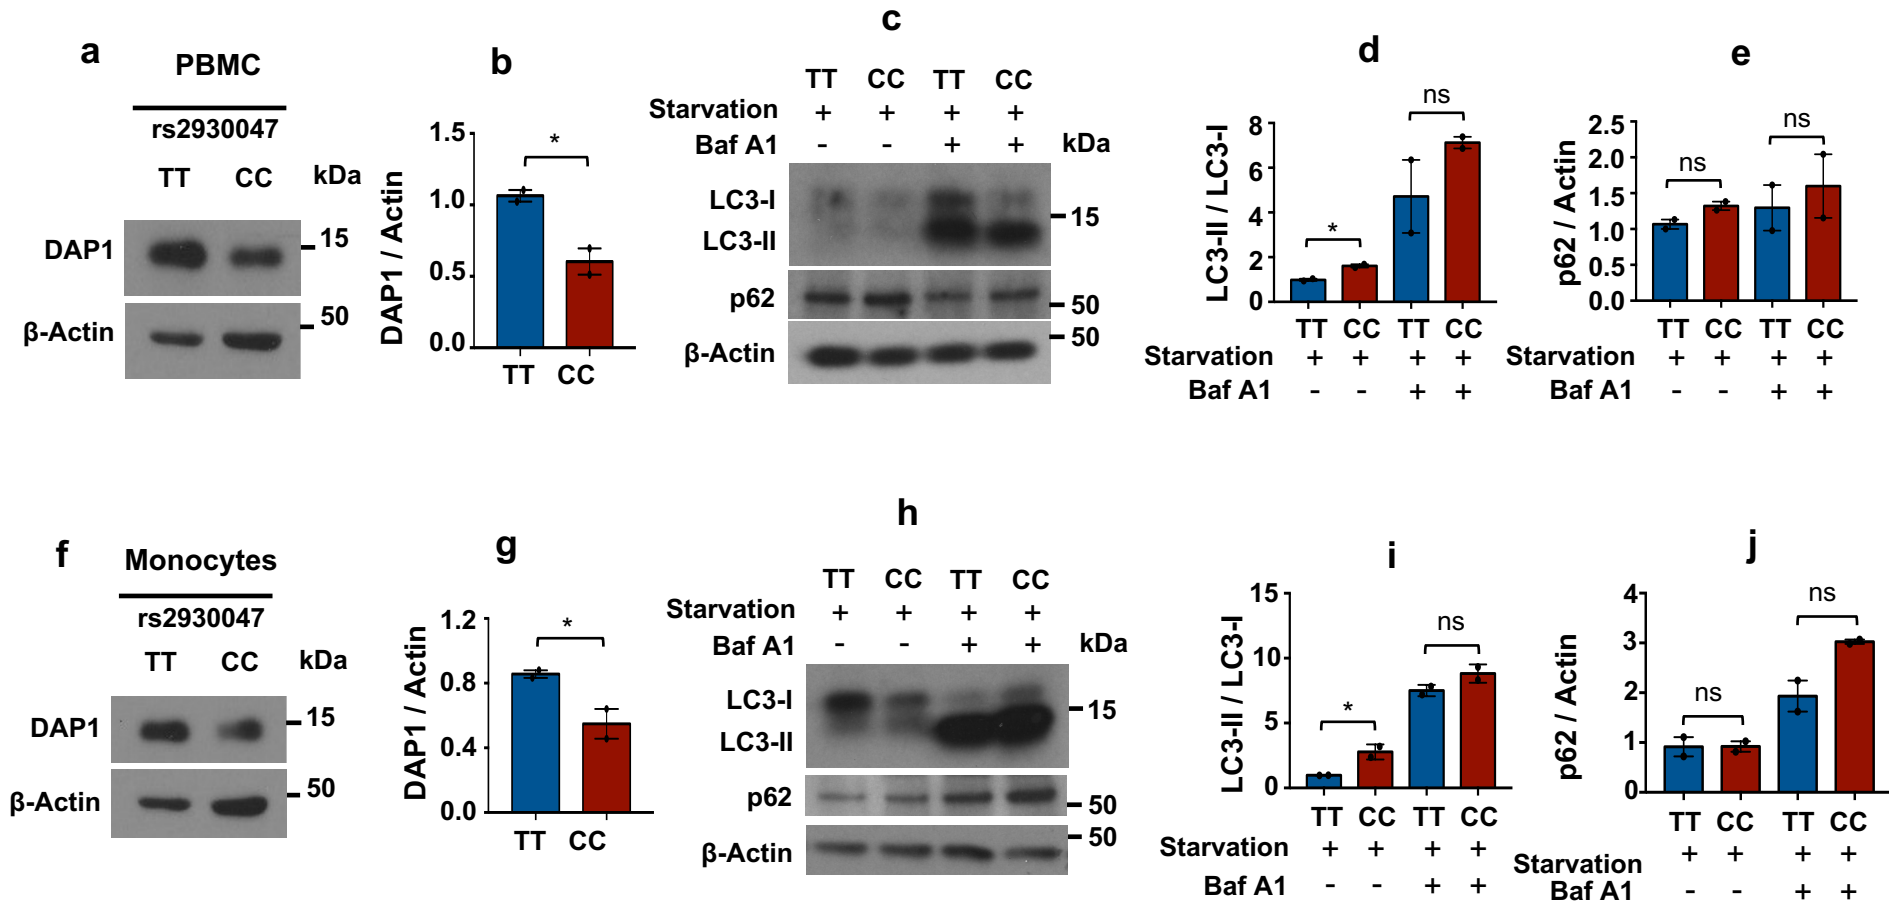 a
PBMC
rs2930047
TT CC kDa
DAP1
15
β-Actin
50
b
DAP1 / Actin
1.5
1.0
0.5
0.0
*
TT CC
c
TT CC TT CC
Starvation + + + +
Baf A1 - - + + kDa
LC3-I
15
LC3-II
p62
50
β-Actin
50
d
LC3-II / LC3-I
8
6
4
2
0
*
ns
TT CC TT CC
Starvation + + + +
Baf A1 - - + +
e
p62 / Actin
2.5
2.0
1.5
1.0
0.5
0.0
ns
ns
TT CC TT CC
Starvation + + + +
Baf A1 - - + +
f
Monocytes
rs2930047
TT CC kDa
DAP1
15
β-Actin
50
g
DAP1 / Actin
1.2
0.8
0.4
0.0
*
TT CC
h
TT CC TT CC
Starvation + + + +
Baf A1 - - + + kDa
LC3-I
15
LC3-II
p62
50
β-Actin
50
i
LC3-II / LC3-I
15
10
5
0
*
ns
TT CC TT CC
Starvation + + + +
Baf A1 - - + +
j
p62 / Actin
4
3
2
1
0
ns
ns
TT CC TT CC
Starvation + + + +
Baf A1 - - + +